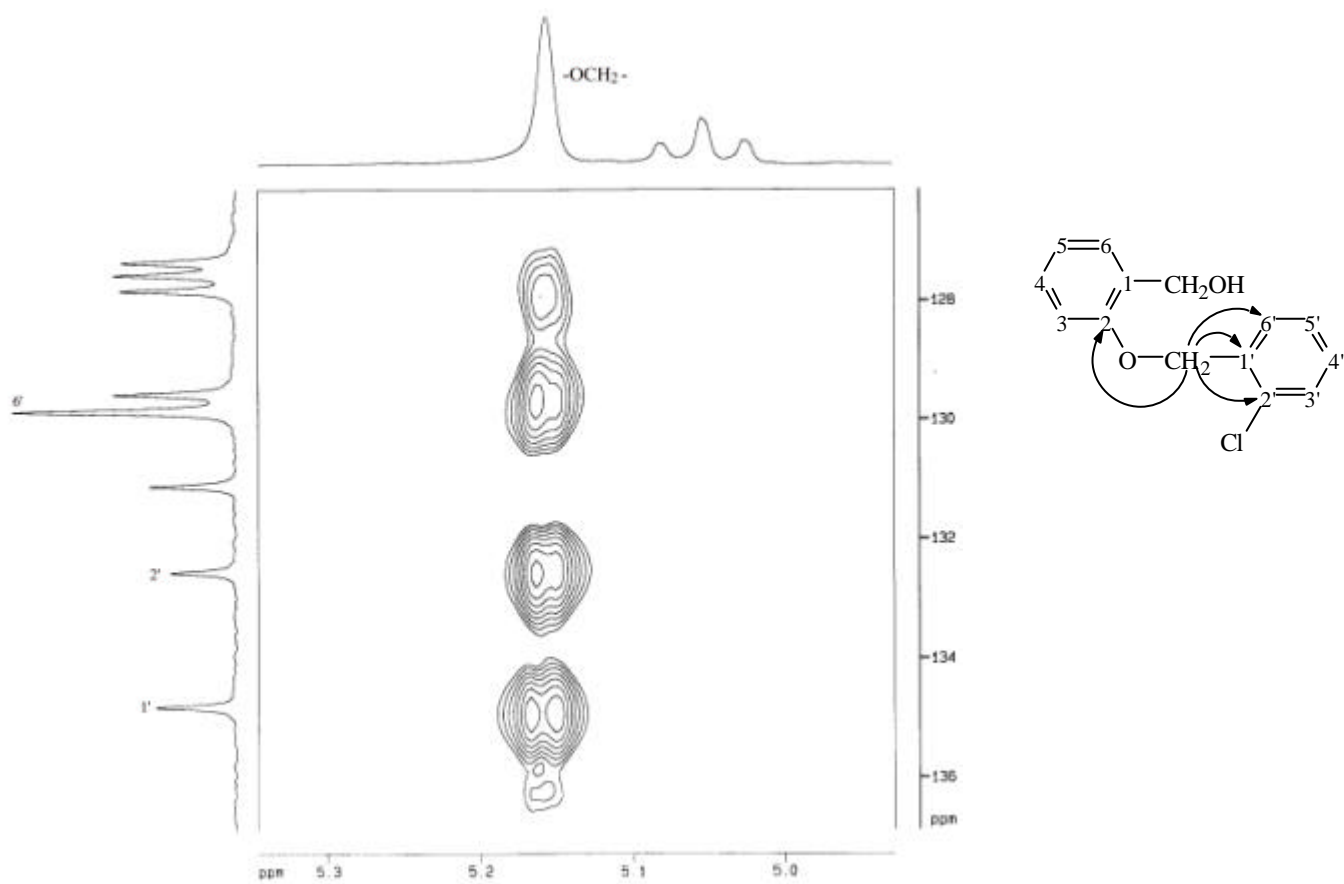 -OCH2 -
6'
2'
1'
128
130
132
134
136
ppm
ppm 5.3 5.2 5.1 5.0
5 6
4 1 CH2OH
3 2 6' 5'
O CH2 1' 4'
2' 3'
Cl